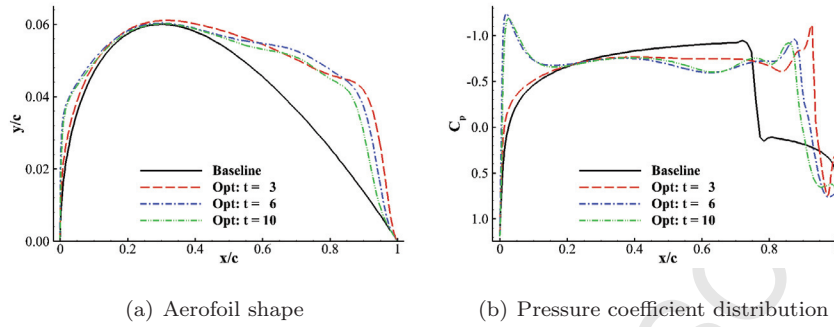 0.06
0.04
0.02
0.00
y/c
0
0.2
0.4
0.6
0.8
1
x/c
Baseline
Opt: t = 3
Opt: t = 6
Opt: t = 10
(a) Aerofoil shape
-1.0
-0.5
0.0
0.5
1.0
Cp
0
0.2
0.4
0.6
0.8
x/c
Baseline
Opt: t = 3
Opt: t = 6
Opt: t = 10
(b) Pressure coefficient distribution